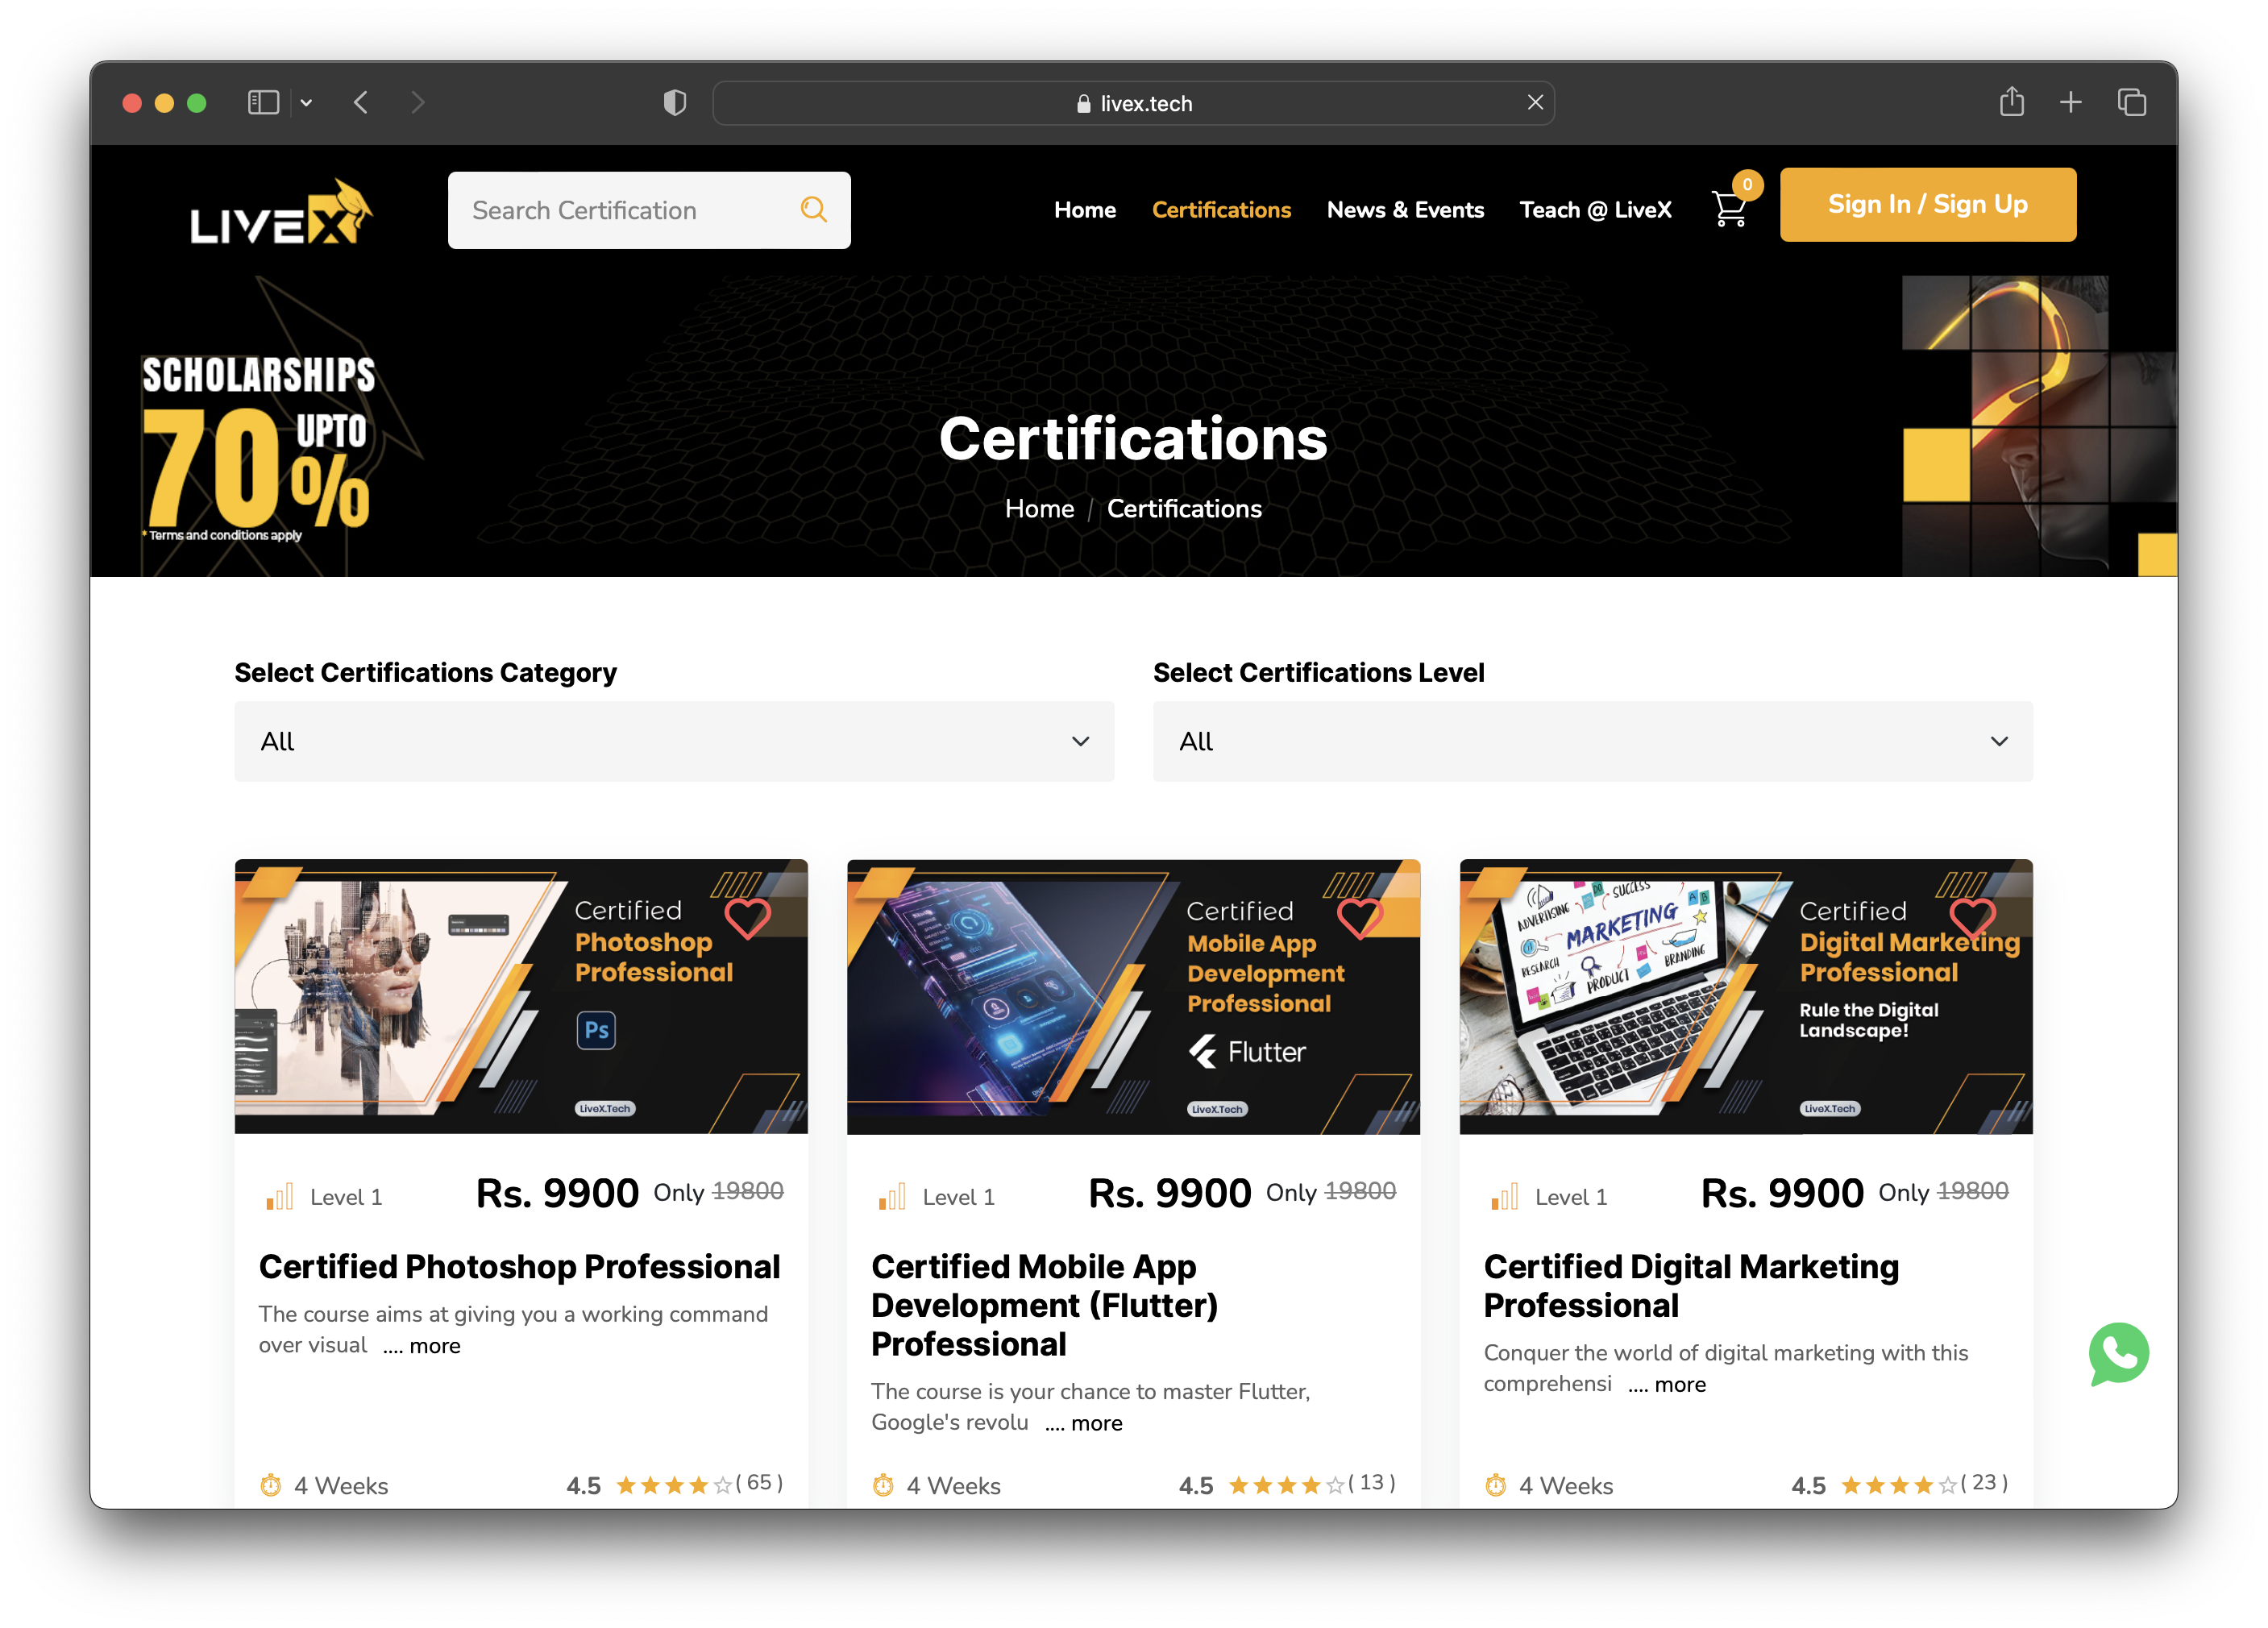 livex.tech
LIVEX
Search Certification
Home
Certifications
News & Events
Teach @ LiveX
0
Sign In / Sign Up
SCHOLARSHIPS
70 UPTO
%
* Terms and conditions apply
Certifications
Home / Certifications
Select Certifications Category
All
Select Certifications Level
All
Certified
Photoshop
Professional
Ps
LiveX.Tech
Level 1
Rs. 9900 Only 19800
Certified Photoshop Professional
The course aims at giving you a working command
over visual .... more
4 Weeks
4.5 ( 65 )
Certified
Mobile App
Development
Professional
Flutter
LiveX.Tech
Level 1
Rs. 9900 Only 19800
Certified Mobile App
Development (Flutter)
Professional
The course is your chance to master Flutter,
Google's revolu .... more
4 Weeks
4.5 ( 13 )
ADVERTISING
SUCCESS
A B
MARKETING
RESEARCH
PRODUCT
BRANDING
Certified
Digital Marketing
Professional
Rule the Digital
Landscape!
LiveX.Tech
Level 1
Rs. 9900 Only 19800
Certified Digital Marketing
Professional
Conquer the world of digital marketing with this
comprehensi .... more
4 Weeks
4.5 ( 23 )